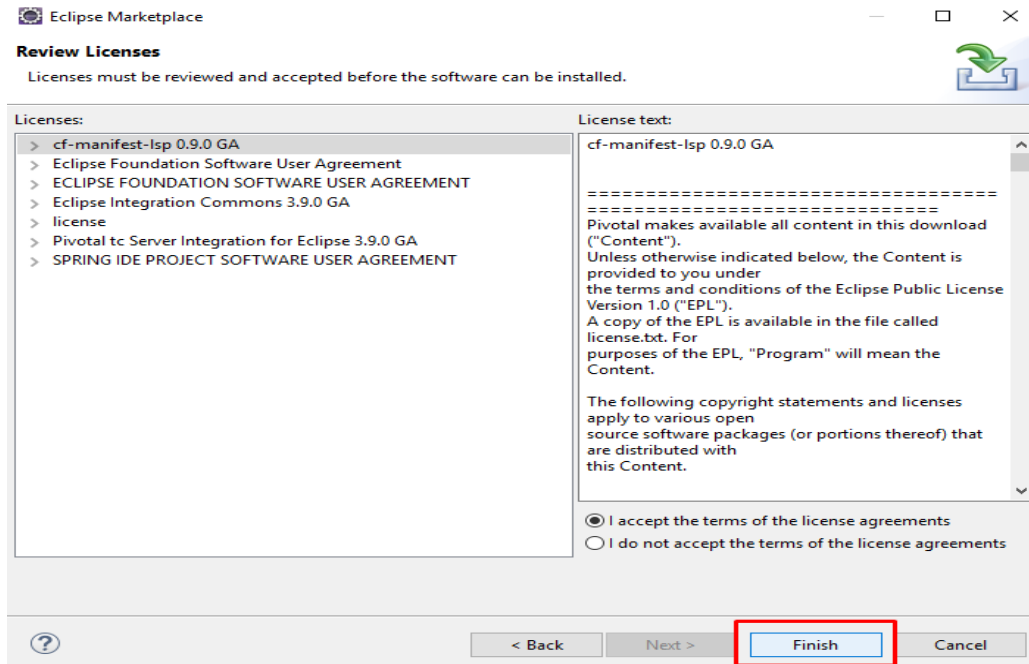 Eclipse Marketplace
Review Licenses
Licenses must be reviewed and accepted before the software can be installed.
Licenses:
cf-manifest-lsp 0.9.0 GA
Eclipse Foundation Software User Agreement
ECLIPSE FOUNDATION SOFTWARE USER AGREEMENT
Eclipse Integration Commons 3.9.0 GA
license
Pivotal tc Server Integration for Eclipse 3.9.0 GA
SPRING IDE PROJECT SOFTWARE USER AGREEMENT
License text:
cf-manifest-lsp 0.9.0 GA
===================================
==============================
Pivotal makes available all content in this download
("Content").
Unless otherwise indicated below, the Content is
provided to you under
the terms and conditions of the Eclipse Public License
Version 1.0 ("EPL").
A copy of the EPL is available in the file called
license.txt. For
purposes of the EPL, "Program" will mean the
Content.
The following copyright statements and licenses
apply to various open
source software packages (or portions thereof) that
are distributed with
this Content.
I accept the terms of the license agreements
I do not accept the terms of the license agreements
? < Back Next > Finish Cancel